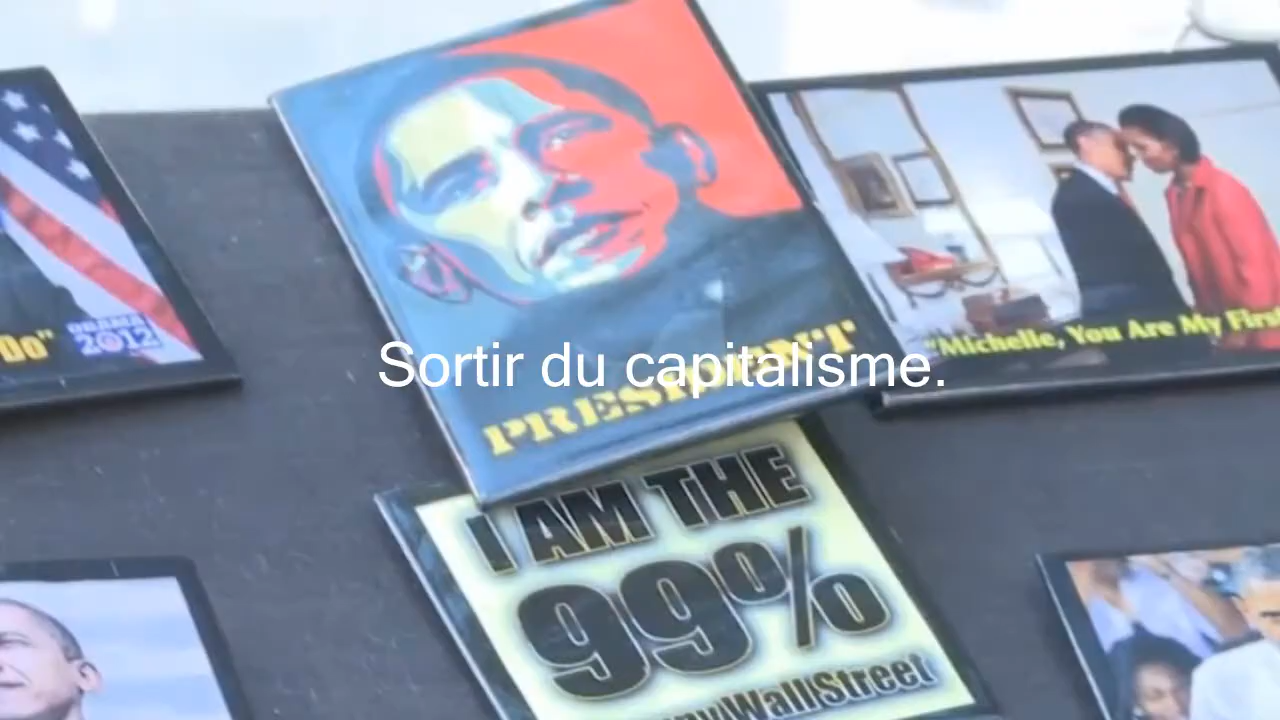 Do"
OBAMA
2012
PRESIDENT
"Michelle, You Are My First
Sortir du capitalisme.
I AM THE
99%
WallStreet